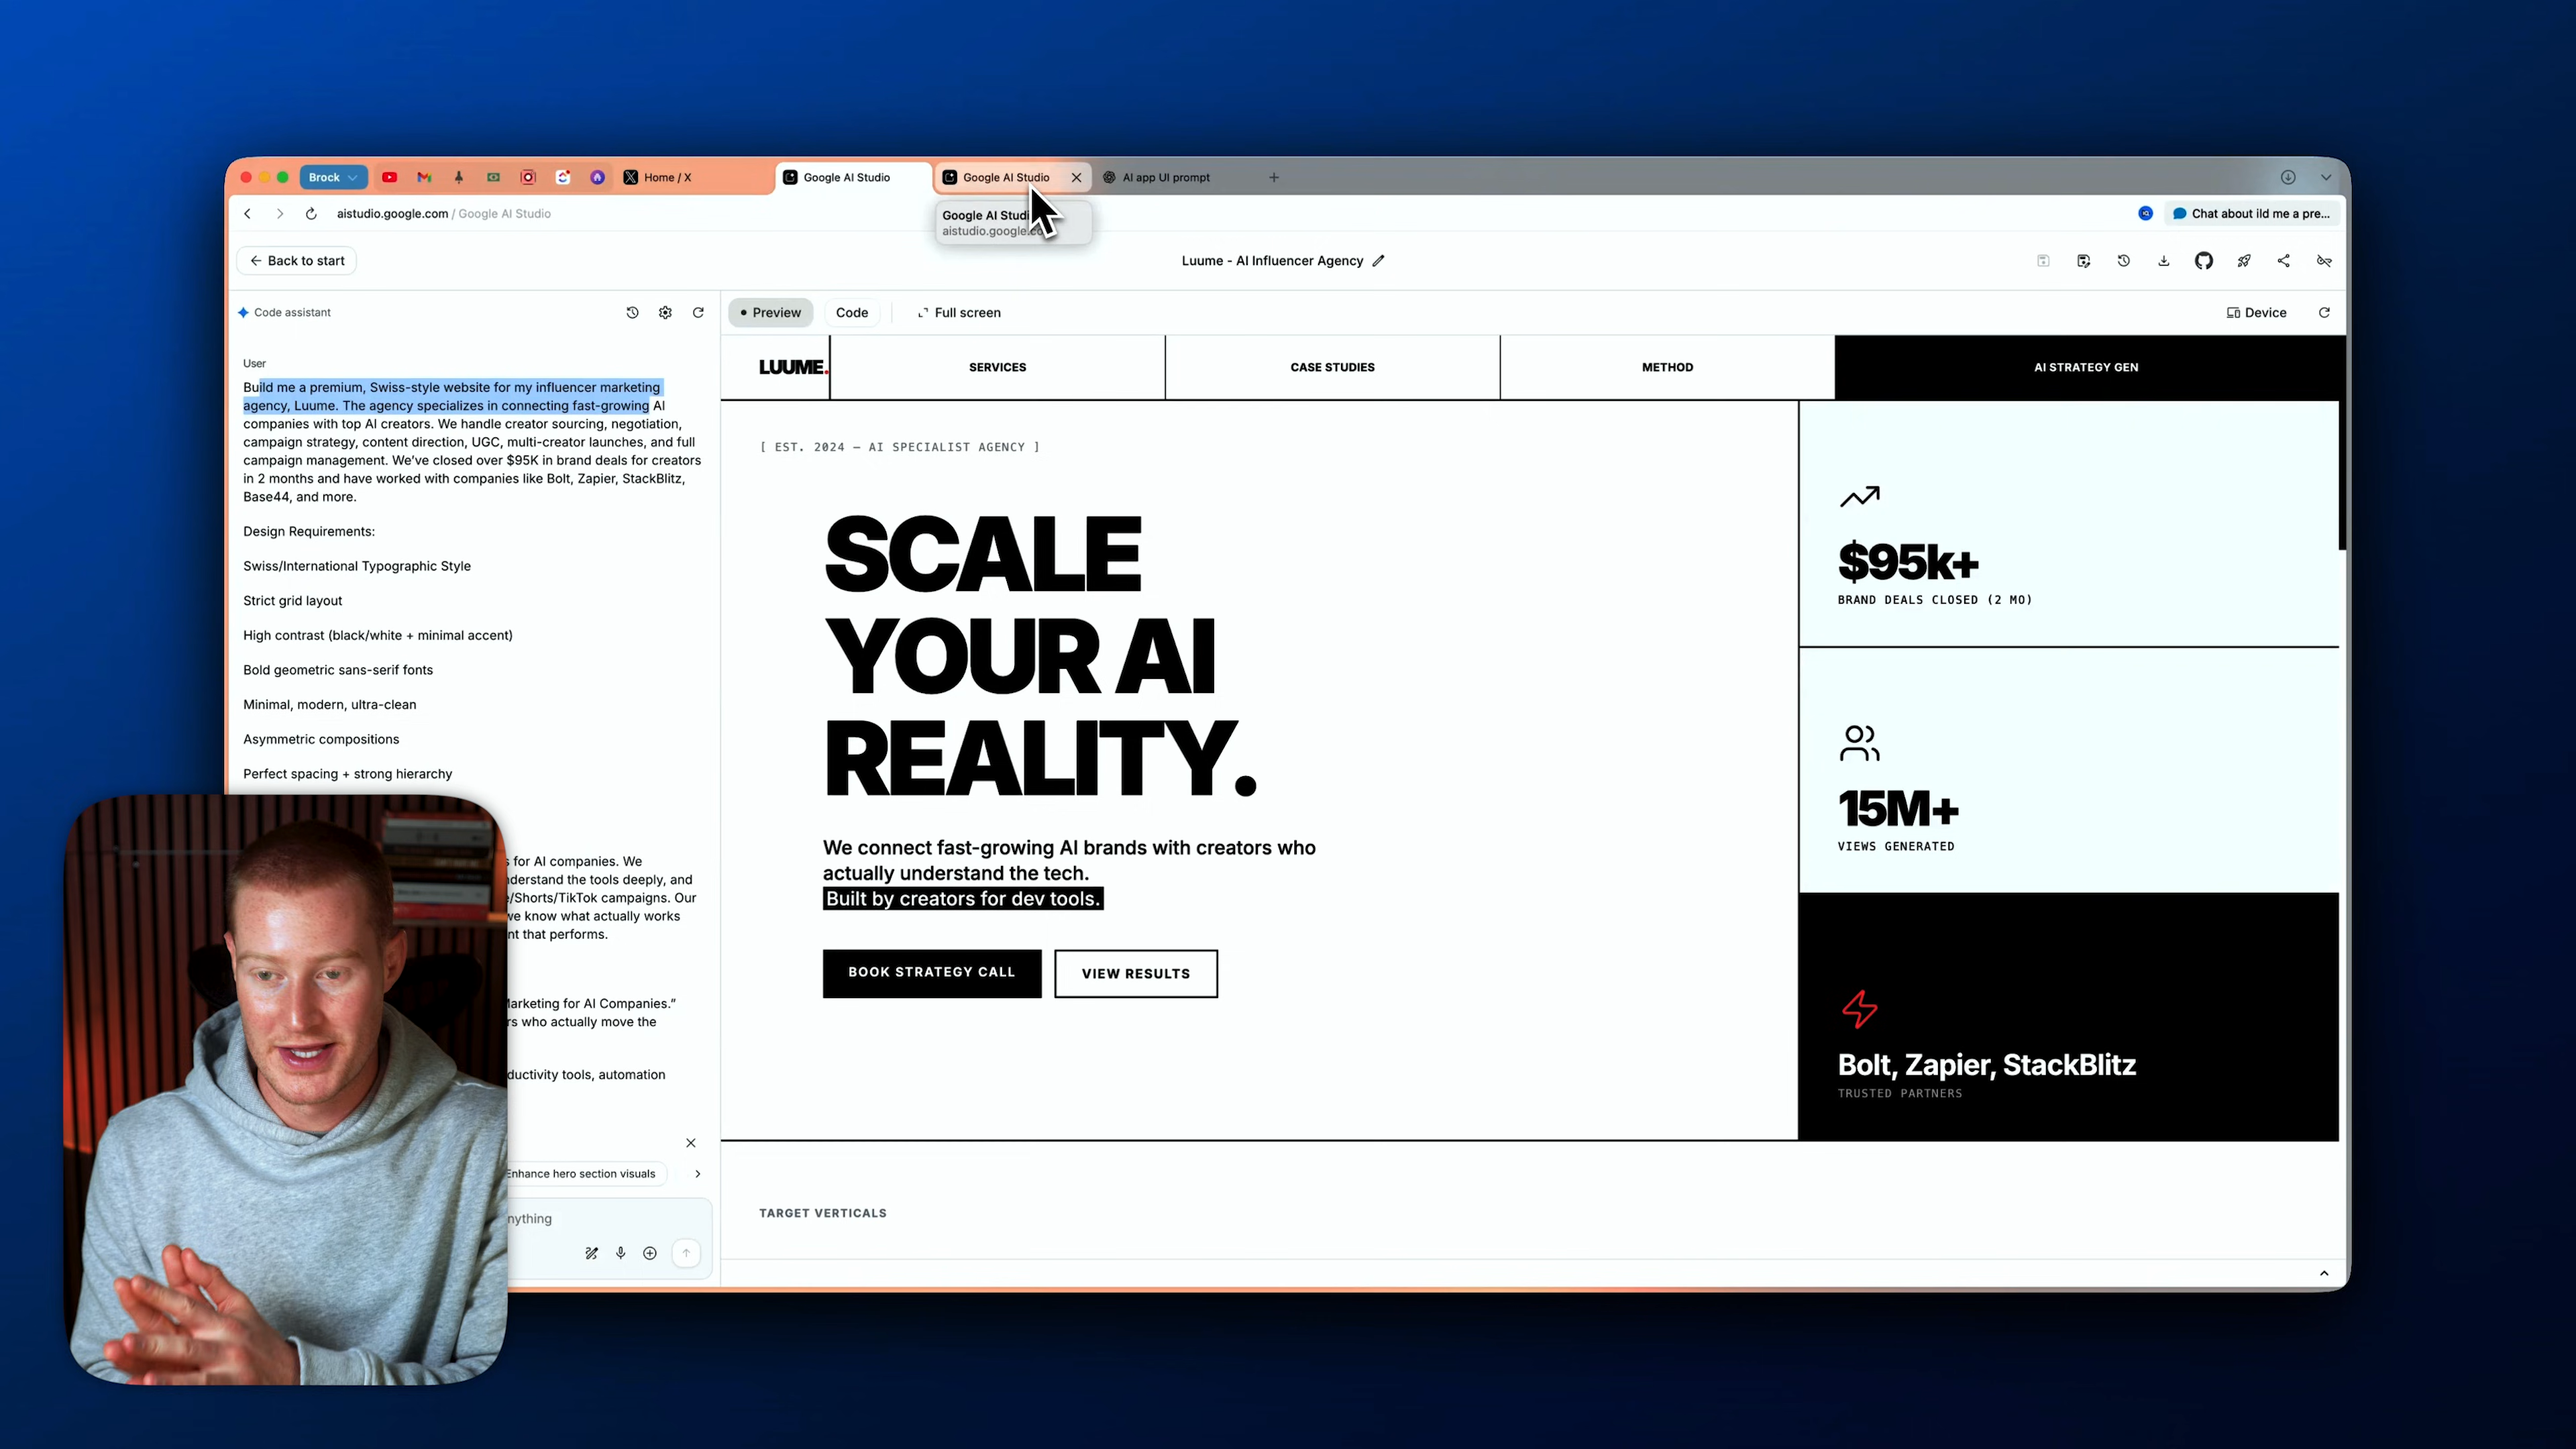 Brock
Home / X
Google AI Studio
Google AI Studio
AI app UI prompt
aistudio.google.com / Google AI Studio
Google AI Studi
aistudio.google.co
Chat about ild me a pre...
Back to start
Luume - AI Influencer Agency
Code assistant
Preview
Code
Full screen
Device
User
Build me a premium, Swiss-style website for my influencer marketing
agency, Luume. The agency specializes in connecting fast-growing AI
companies with top AI creators. We handle creator sourcing, negotiation,
campaign strategy, content direction, UGC, multi-creator launches, and full
campaign management. We've closed over $95K in brand deals for creators
in 2 months and have worked with companies like Bolt, Zapier, StackBlitz,
Base44, and more.
Design Requirements:
Swiss/International Typographic Style
Strict grid layout
High contrast (black/white + minimal accent)
Bold geometric sans-serif fonts
Minimal, modern, ultra-clean
Asymmetric compositions
Perfect spacing + strong hierarchy
s for AI companies. We
nderstand the tools deeply, and
e/Shorts/TikTok campaigns. Our
we know what actually works
nt that performs.
Marketing for AI Companies."
rs who actually move the
ductivity tools, automation
Enhance hero section visuals
nything
LUUME.
SERVICES
CASE STUDIES
METHOD
AI STRATEGY GEN
[ EST. 2024 — AI SPECIALIST AGENCY ]
SCALE
YOUR AI
REALITY.
We connect fast-growing AI brands with creators who
actually understand the tech.
Built by creators for dev tools.
BOOK STRATEGY CALL
VIEW RESULTS
$95k+
BRAND DEALS CLOSED (2 MO)
15M+
VIEWS GENERATED
Bolt, Zapier, StackBlitz
TRUSTED PARTNERS
TARGET VERTICALS